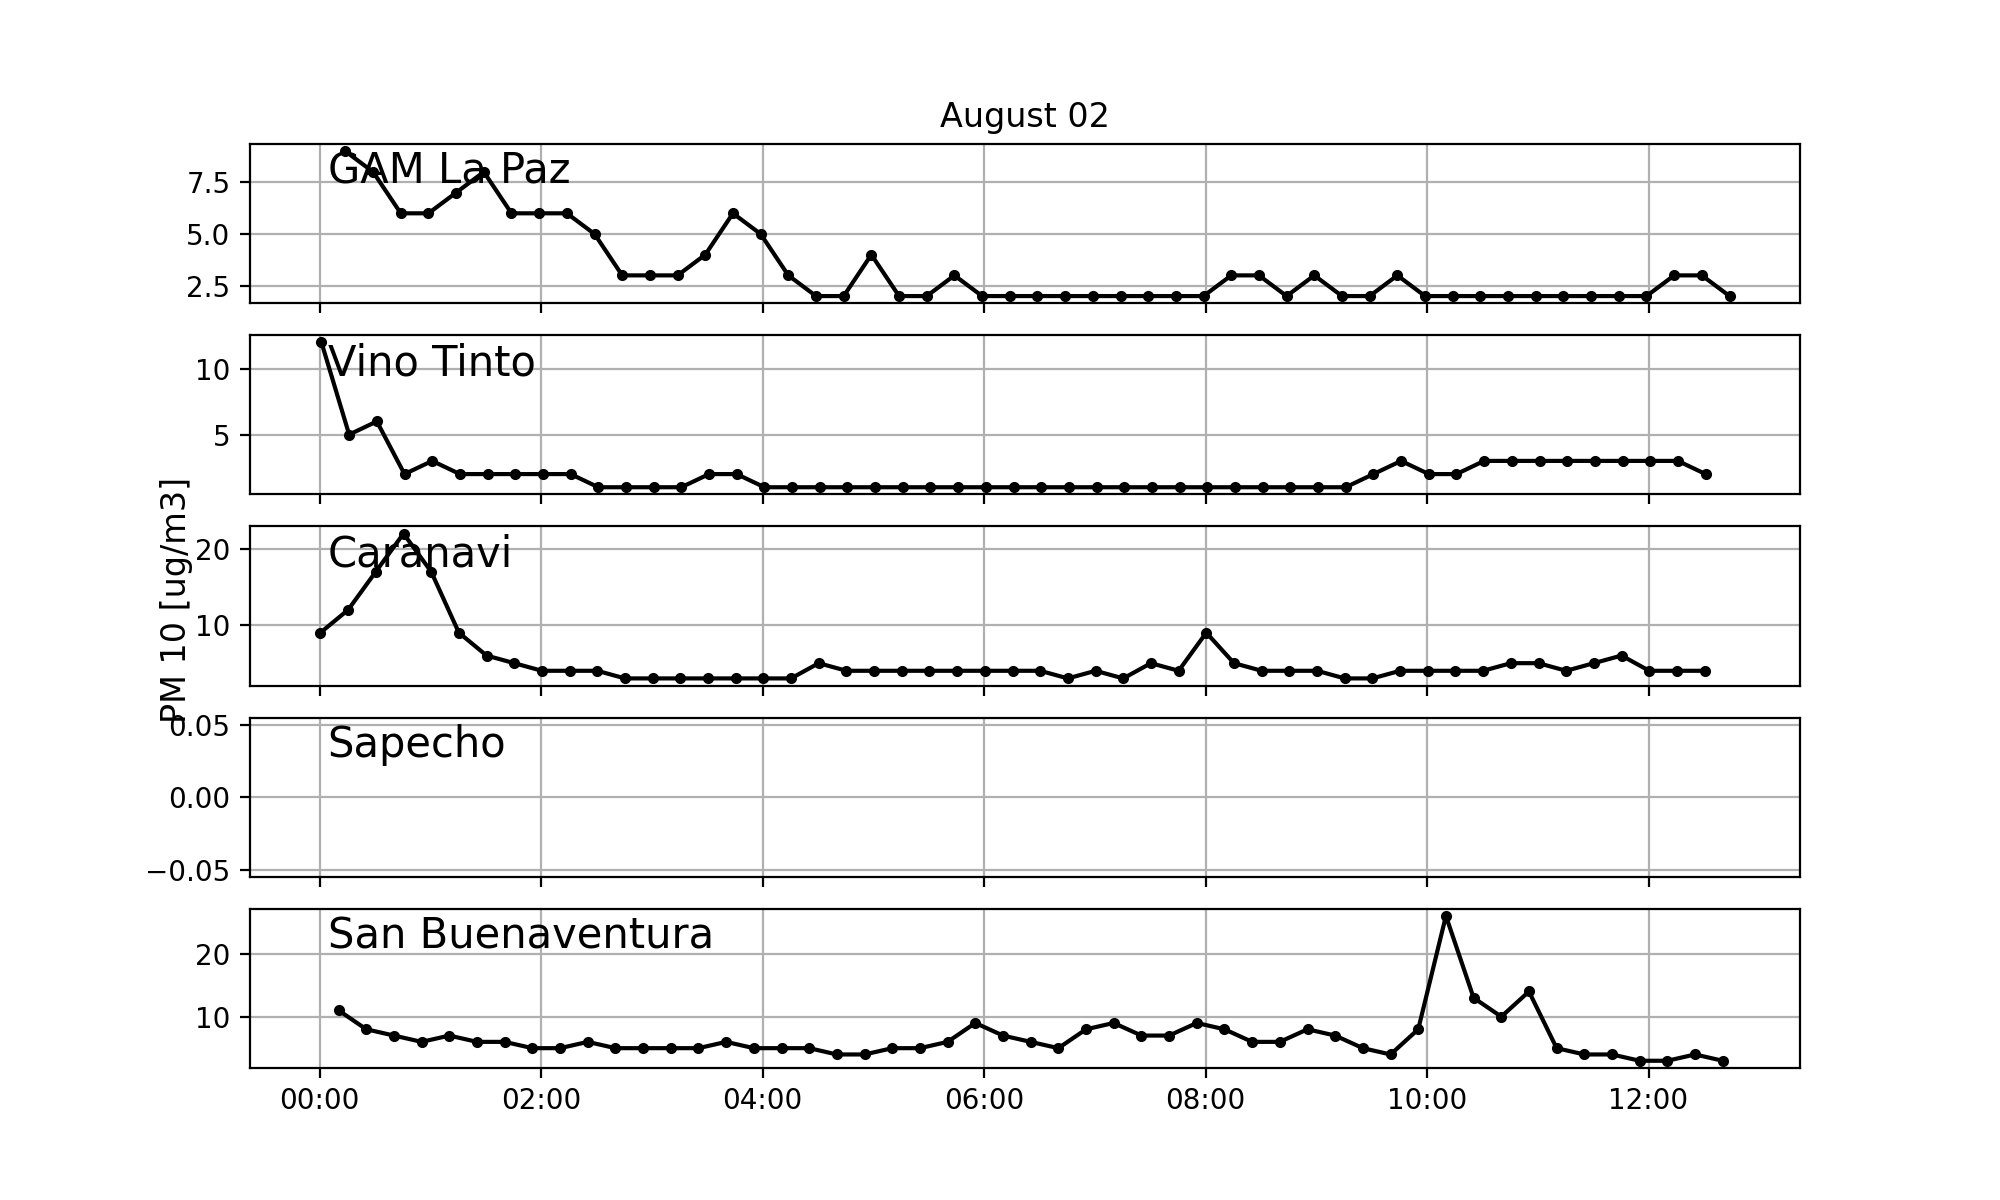 August 02
GAM La Paz
7.5
5.0
2.5
Vino Tinto
10
5
PM 10 [ug/m3]
Caranavi
20
10
Sapecho
0.05
0.00
−0.05
San Buenaventura
20
10
00:00 02:00 04:00 06:00 08:00 10:00 12:00